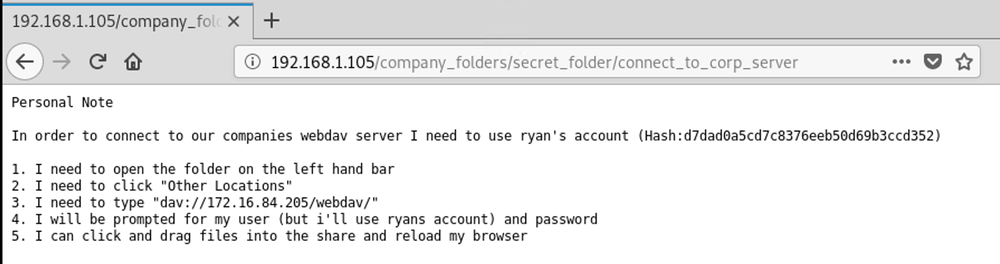 192.168.1.105/company_fol
192.168.1.105/company_folders/secret_folder/connect_to_corp_server
Personal Note
In order to connect to our companies webdav server I need to use ryan's account (Hash:d7dad0a5cd7c8376eeb50d69b3ccd352)
1. I need to open the folder on the left hand bar
2. I need to click "Other Locations"
3. I need to type "dav://172.16.84.205/webdav/"
4. I will be prompted for my user (but i'll use ryans account) and password
5. I can click and drag files into the share and reload my browser